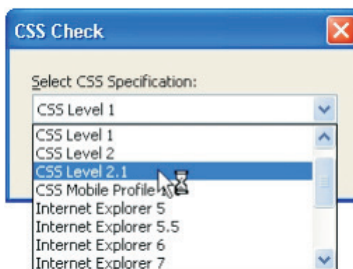 CSS Check
Select CSS Specification:
CSS Level 1
CSS Level 1
CSS Level 2
CSS Level 2.1
CSS Mobile Profile
Internet Explorer 5
Internet Explorer 5.5
Internet Explorer 6
Internet Explorer 7